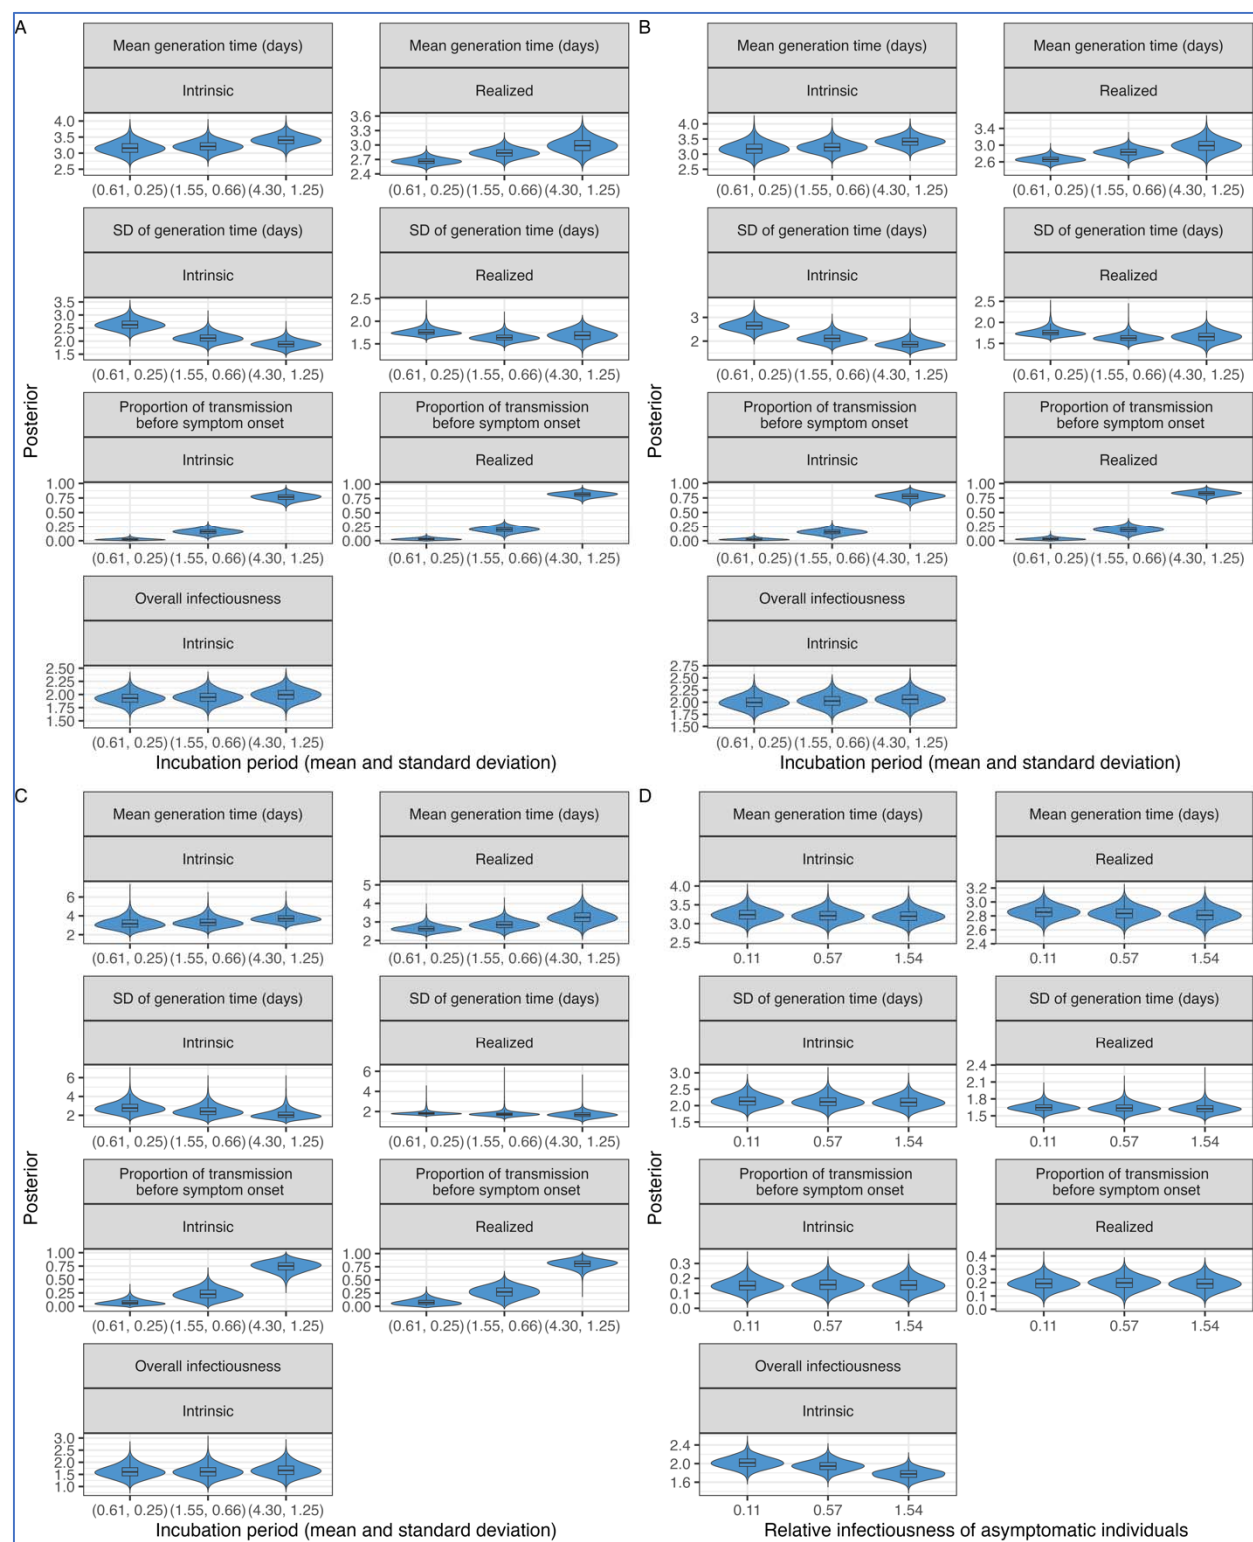 A
B
Mean generation time (days)
Mean generation time (days)
Mean generation time (days)
Mean generation time (days)
Intrinsic
Realized
Intrinsic
Realized
4.0
3.5
3.0
2.5
3.6
3.3
3.0
2.7
2.4
4.0
3.5
3.0
2.5
3.4
3.0
2.6
(0.61, 0.25) (1.55, 0.66) (4.30, 1.25)
(0.61, 0.25) (1.55, 0.66) (4.30, 1.25)
(0.61, 0.25) (1.55, 0.66) (4.30, 1.25)
(0.61, 0.25) (1.55, 0.66) (4.30, 1.25)
SD of generation time (days)
SD of generation time (days)
SD of generation time (days)
SD of generation time (days)
Intrinsic
Realized
Intrinsic
Realized
3.5
3.0
2.5
2.0
1.5
2.5
2.0
1.5
3
2
2.5
2.0
1.5
(0.61, 0.25) (1.55, 0.66) (4.30, 1.25)
(0.61, 0.25) (1.55, 0.66) (4.30, 1.25)
(0.61, 0.25) (1.55, 0.66) (4.30, 1.25)
(0.61, 0.25) (1.55, 0.66) (4.30, 1.25)
Posterior
Posterior
Proportion of transmission
before symptom onset
Proportion of transmission
before symptom onset
Proportion of transmission
before symptom onset
Proportion of transmission
before symptom onset
Intrinsic
Realized
Intrinsic
Realized
1.00
0.75
0.50
0.25
0.00
1.00
0.75
0.50
0.25
0.00
1.00
0.75
0.50
0.25
0.00
1.00
0.75
0.50
0.25
0.00
(0.61, 0.25) (1.55, 0.66) (4.30, 1.25)
(0.61, 0.25) (1.55, 0.66) (4.30, 1.25)
(0.61, 0.25) (1.55, 0.66) (4.30, 1.25)
(0.61, 0.25) (1.55, 0.66) (4.30, 1.25)
Overall infectiousness
Overall infectiousness
Intrinsic
Intrinsic
2.50
2.25
2.00
1.75
1.50
2.75
2.50
2.25
2.00
1.75
1.50
(0.61, 0.25) (1.55, 0.66) (4.30, 1.25)
(0.61, 0.25) (1.55, 0.66) (4.30, 1.25)
Incubation period (mean and standard deviation)
Incubation period (mean and standard deviation)
C
D
Mean generation time (days)
Mean generation time (days)
Mean generation time (days)
Mean generation time (days)
Intrinsic
Realized
Intrinsic
Realized
6
4
2
5
4
3
2
4.0
3.5
3.0
2.5
3.2
3.0
2.8
2.6
2.4
(0.61, 0.25) (1.55, 0.66) (4.30, 1.25)
(0.61, 0.25) (1.55, 0.66) (4.30, 1.25)
0.11 0.57 1.54
0.11 0.57 1.54
SD of generation time (days)
SD of generation time (days)
SD of generation time (days)
SD of generation time (days)
Intrinsic
Realized
Intrinsic
Realized
6
4
2
6
4
2
3.0
2.5
2.0
1.5
2.4
2.1
1.8
1.5
(0.61, 0.25) (1.55, 0.66) (4.30, 1.25)
(0.61, 0.25) (1.55, 0.66) (4.30, 1.25)
0.11 0.57 1.54
0.11 0.57 1.54
Posterior
Posterior
Proportion of transmission
before symptom onset
Proportion of transmission
before symptom onset
Proportion of transmission
before symptom onset
Proportion of transmission
before symptom onset
Intrinsic
Realized
Intrinsic
Realized
1.00
0.75
0.50
0.25
0.00
1.00
0.75
0.50
0.25
0.00
0.3
0.2
0.1
0.0
0.4
0.3
0.2
0.1
0.0
(0.61, 0.25) (1.55, 0.66) (4.30, 1.25)
(0.61, 0.25) (1.55, 0.66) (4.30, 1.25)
0.11 0.57 1.54
0.11 0.57 1.54
Overall infectiousness
Overall infectiousness
Intrinsic
Intrinsic
3.0
2.5
2.0
1.5
1.0
2.4
2.0
1.6
(0.61, 0.25) (1.55, 0.66) (4.30, 1.25)
0.11 0.57 1.54
Incubation period (mean and standard deviation)
Relative infectiousness of asymptomatic individuals